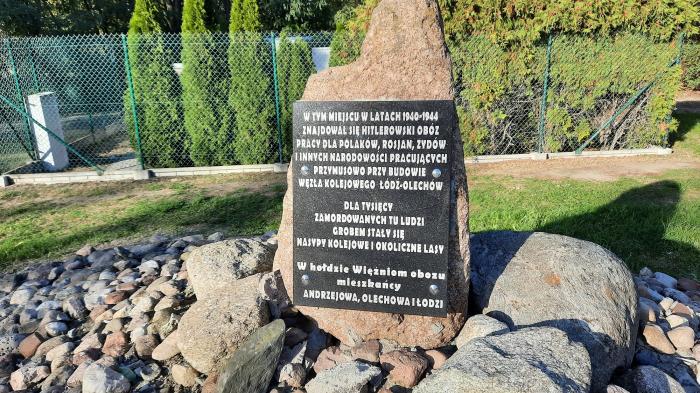 W TYM MIEJSCU W LATACH 1940-1944
ZNAJDOWAŁ SIĘ HITLEROWSKI OBÓZ
PRACY DLA POLAKÓW, ROSJAN, ŻYDÓW
I INNYCH NARODOWOŚCI PRACUJĄCYCH
PRZYMUSOWO PRZY BUDOWIE
WĘZŁA KOLEJOWEGO ŁÓDŹ-OLECHÓW
DLA TYSIĘCY
ZAMORDOWANYCH TU LUDZI
GROBEM STAŁY SIĘ
NASYPY KOLEJOWE I OKOLICZNE LASY
W hołdzie Więźniom obozu
mieszkańcy
ANDRZEJOWA, OLECHOWA I ŁODZI